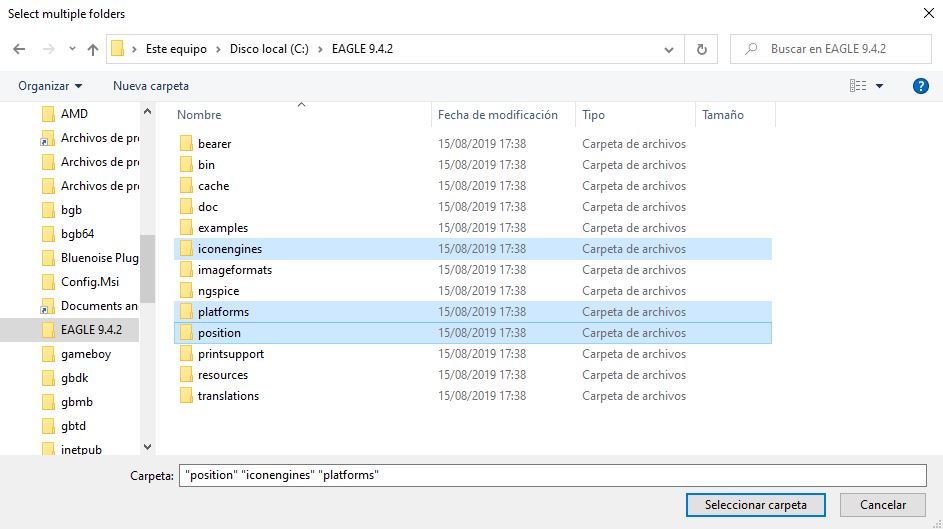 Select multiple folders
Este equipo Disco local (C:) EAGLE 9.4.2
Buscar en EAGLE 9.4.2
Organizar Nueva carpeta
?
AMD
Archivos de pro
Archivos de pro
Archivos de pro
bgb
bgb64
Bluenoise Plug
Config.Msi
Documents an
EAGLE 9.4.2
gameboy
gbdk
gbmb
gbtd
inetpub
Nombre Fecha de modificación Tipo Tamaño
bearer 15/08/2019 17:38 Carpeta de archivos
bin 15/08/2019 17:38 Carpeta de archivos
cache 15/08/2019 17:38 Carpeta de archivos
doc 15/08/2019 17:38 Carpeta de archivos
examples 15/08/2019 17:38 Carpeta de archivos
iconengines 15/08/2019 17:38 Carpeta de archivos
imageformats 15/08/2019 17:38 Carpeta de archivos
ngspice 15/08/2019 17:38 Carpeta de archivos
platforms 15/08/2019 17:38 Carpeta de archivos
position 15/08/2019 17:38 Carpeta de archivos
printsupport 15/08/2019 17:38 Carpeta de archivos
resources 15/08/2019 17:38 Carpeta de archivos
translations 15/08/2019 17:38 Carpeta de archivos
Carpeta: "position" "iconengines" "platforms"
Seleccionar carpeta Cancelar